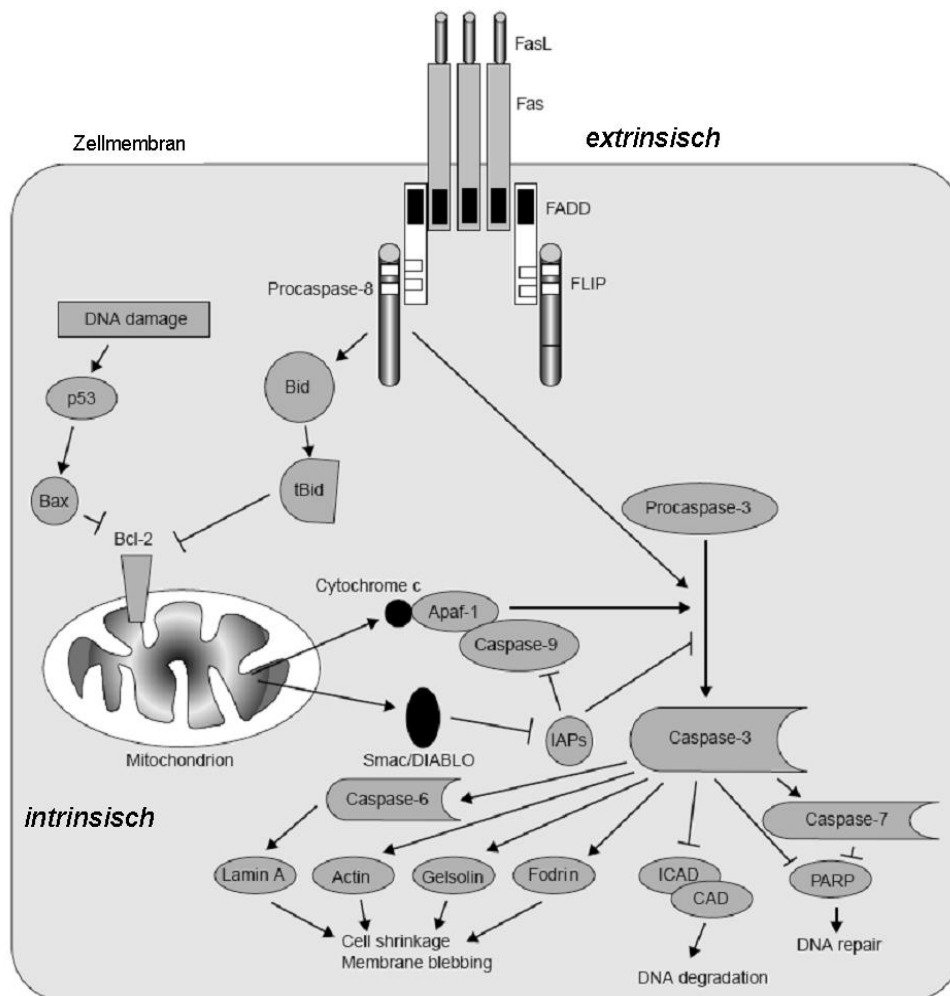 FasL
Fas
Zellmembran
extrinsisch
FADD
Procaspase-8
FLIP
DNA damage
p53
Bid
Bax
tBid
Procaspase-3
Bcl-2
Cytochrome c
Apaf-1
Caspase-9
Mitochondrion
Smac/DIABLO
IAPs
Caspase-3
intrinsisch
Caspase-6
Caspase-7
Lamin A
Actin
Gelsolin
Fodrin
ICAD
CAD
PARP
Cell shrinkage
Membrane blebbing
DNA repair
DNA degradation